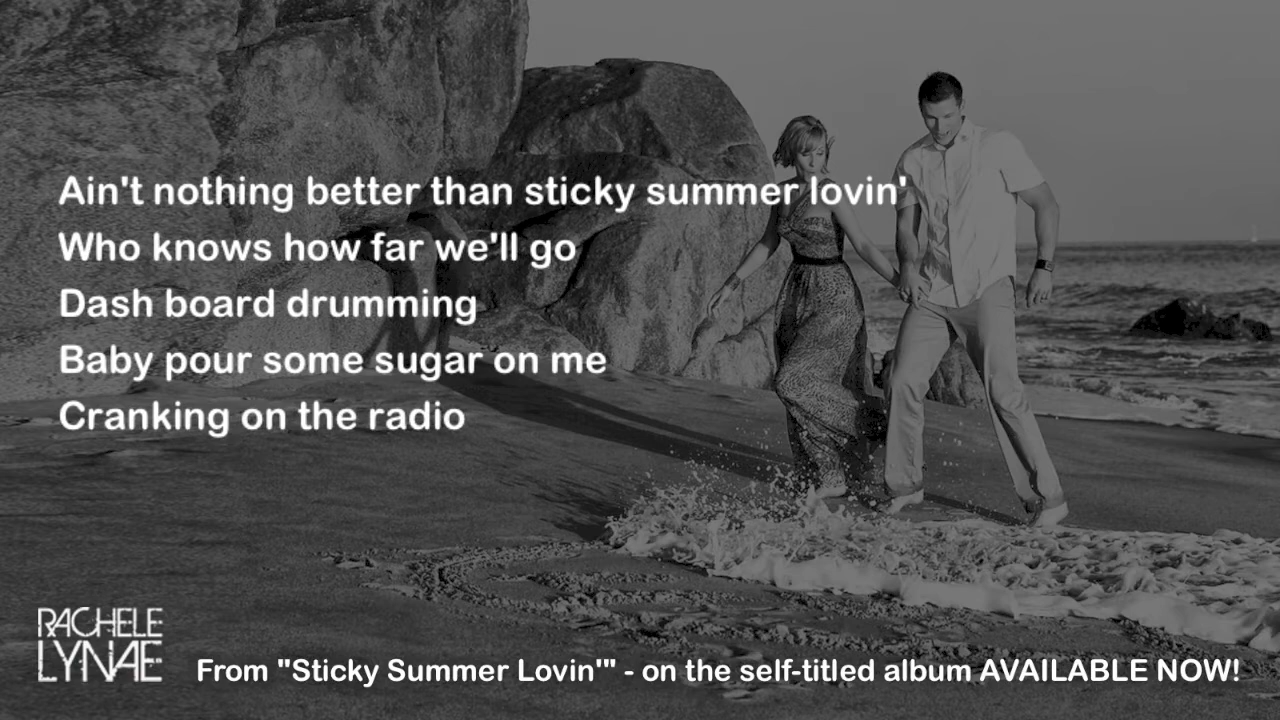 Ain't nothing better than sticky summer lovin'
Who knows how far we'll go
Dash board drumming
Baby pour some sugar on me
Cranking on the radio
RACHELE
LYNAE
From "Sticky Summer Lovin'" - on the self-titled album AVAILABLE NOW!